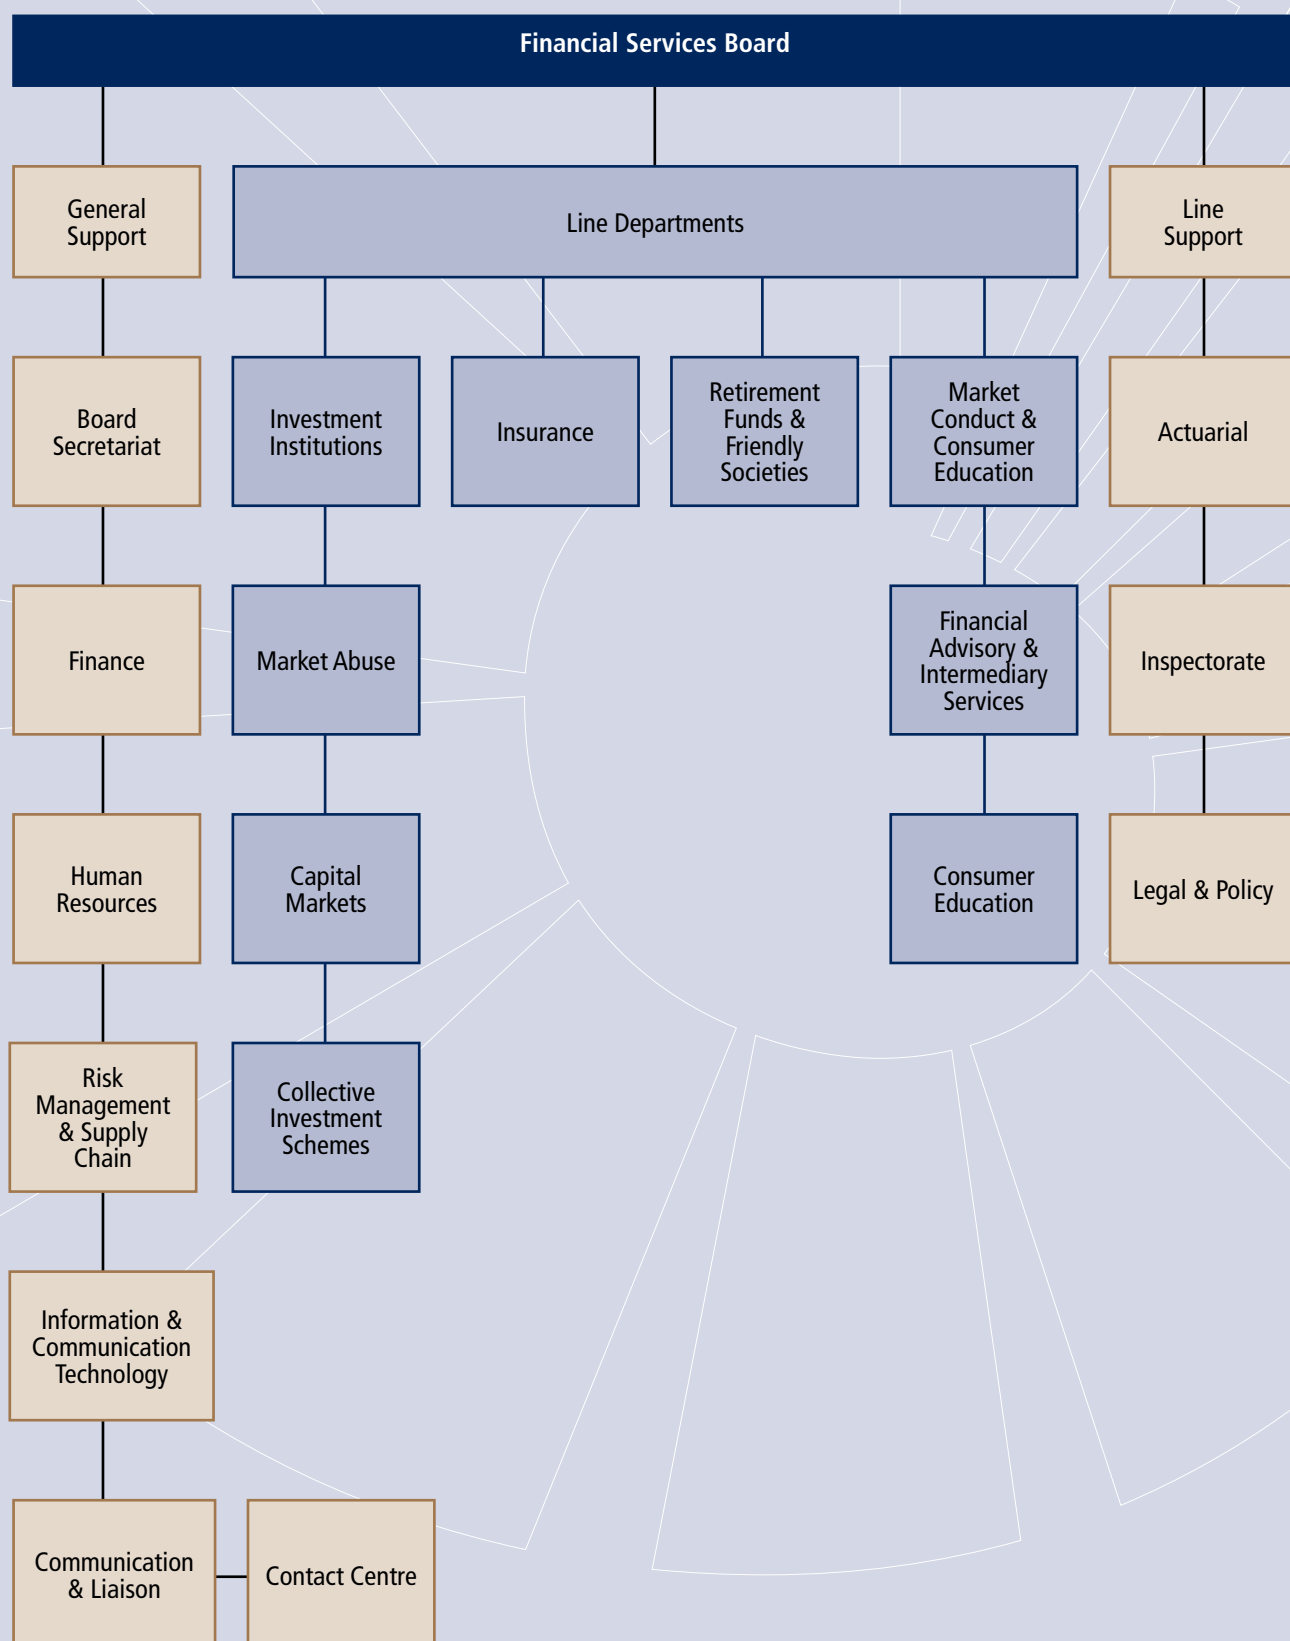 Financial Services Board
General
Support
Line Departments
Line
Support
Board
Secretariat
Investment
Institutions
Insurance
Retirement
Funds &
Friendly
Societies
Market
Conduct &
Consumer
Education
Actuarial
Finance
Market Abuse
Financial
Advisory &
Intermediary
Services
Inspectorate
Human
Resources
Capital
Markets
Consumer
Education
Legal & Policy
Risk
Management
& Supply
Chain
Collective
Investment
Schemes
Information &
Communication
Technology
Communication
& Liaison
Contact Centre